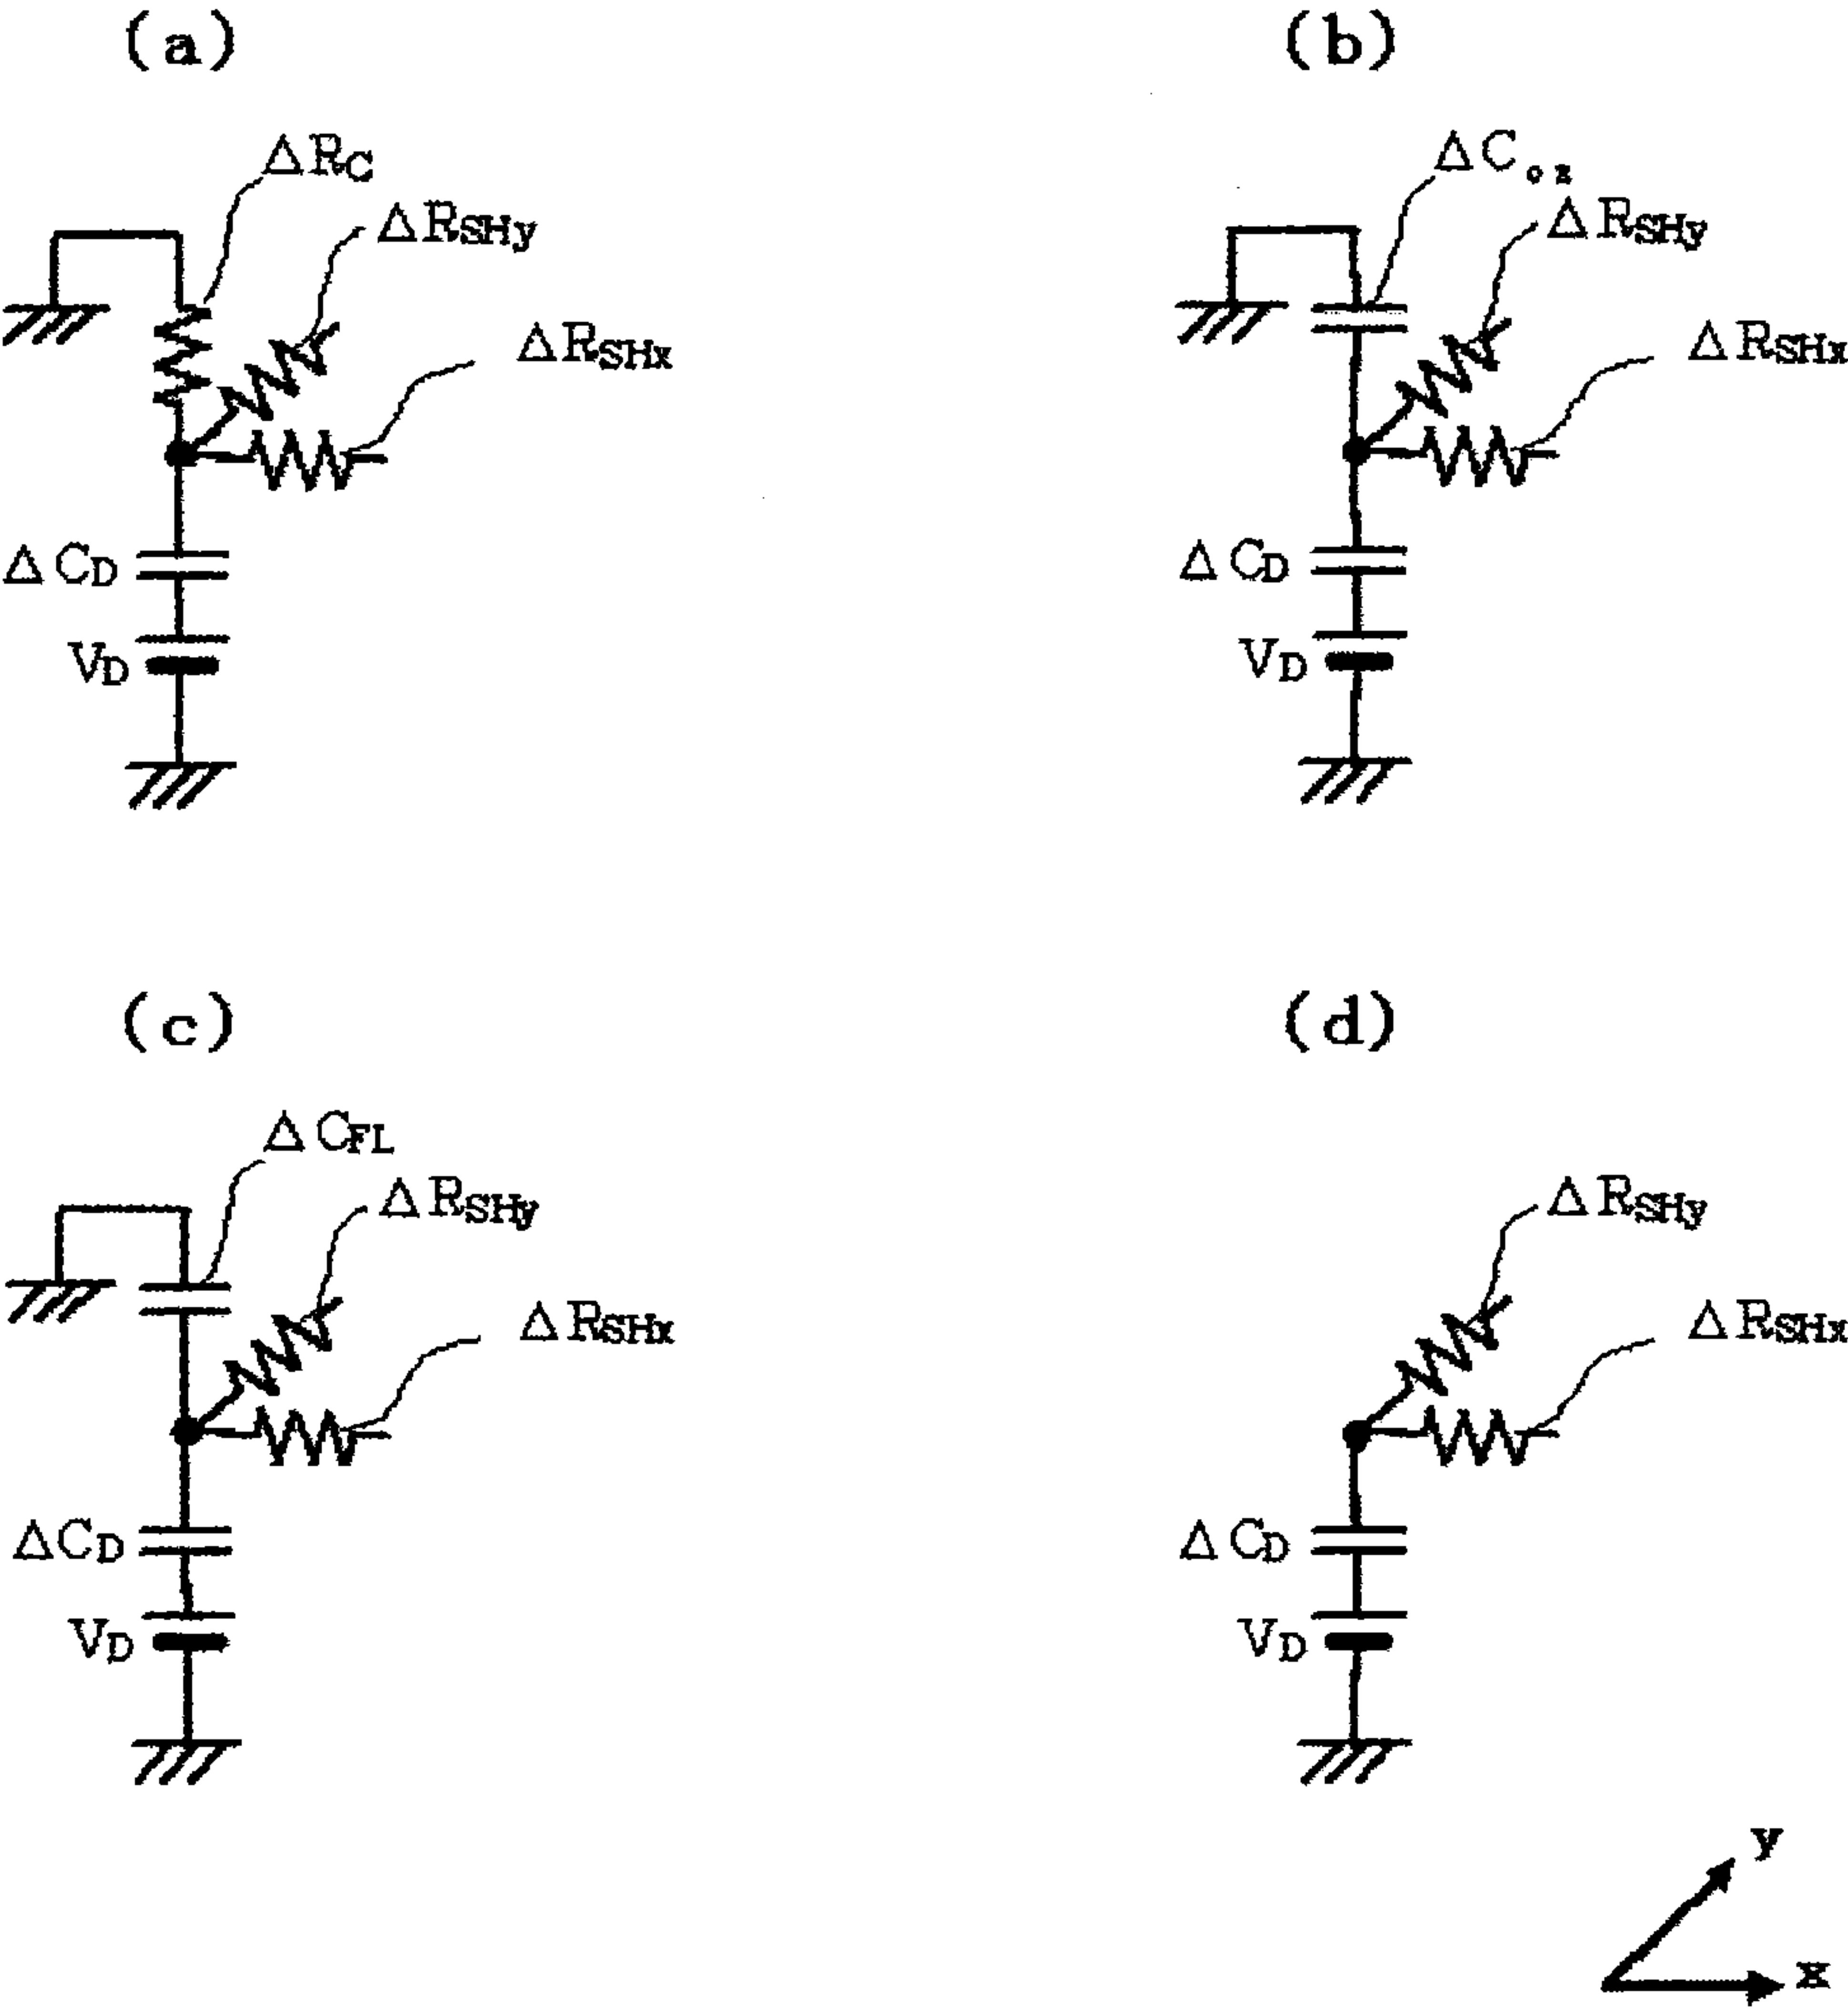 (a)
(b)
ΔRC
ΔRSHy
ΔRSHx
ΔCD
VD
ΔCox
ΔRSHy
ΔRSHx
ΔCD
VD
(c)
(d)
ΔCFL
ΔRSHy
ΔRSHx
ΔCD
VD
ΔRSHy
ΔRSHx
ΔCD
VD
y
x